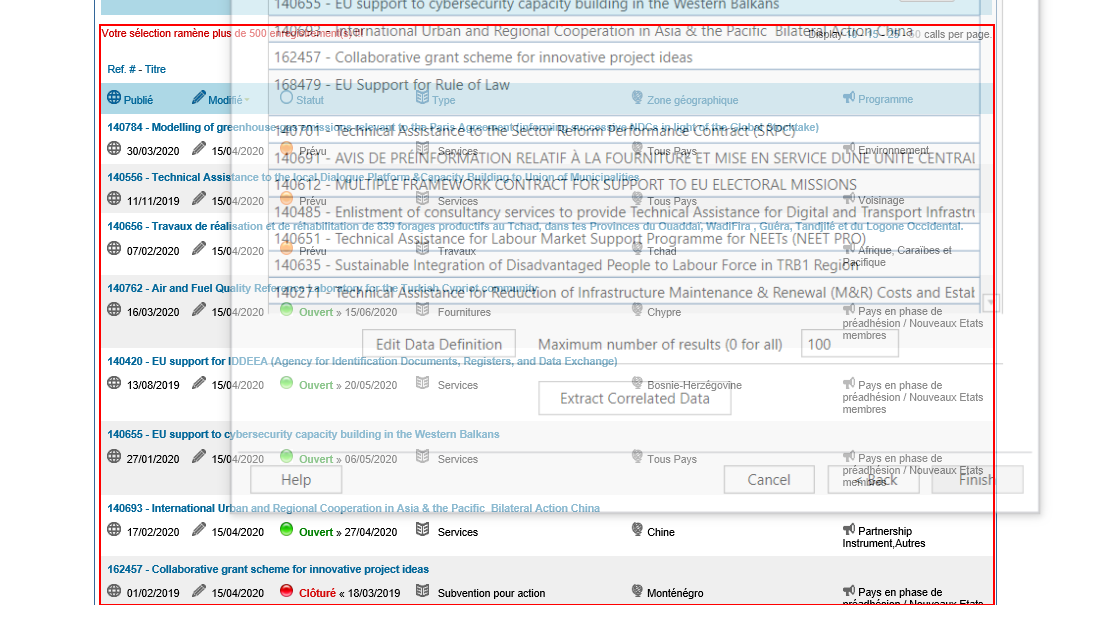 140655 - EU support to cybersecurity capacity building in the Western Balkans
Votre sélection ramène plus de 500 enregistrement(s) !
Display 10 - 15 - 25 - 50 calls per page.
140693 - International Urban and Regional Cooperation in Asia & the Pacific Bilateral Action China
162457 - Collaborative grant scheme for innovative project ideas
Ref. # - Titre
168479 - EU Support for Rule of Law
Publié Modifié Statut Type Zone géographique Programme
140784 - Modelling of greenhouse gas emissions relevant to the Paris Agreement (informing successive NDCs in light of the Global Stocktake)
140701 - Technical Assistance to the Sector Reform Performance Contract (SRPC)
30/03/2020 15/04/2020 Prévu Services Tous Pays Environnement
140691 - AVIS DE PRÉINFORMATION RELATIF À LA FOURNITURE ET MISE EN SERVICE DUNE UNITÉ CENTRAI
140556 - Technical Assistance to the local Dialogue Platform &Capacity Building to Union of Municipalities
140612 - MULTIPLE FRAMEWORK CONTRACT FOR SUPPORT TO EU ELECTORAL MISSIONS
11/11/2019 15/04/2020 Prévu Services Tous Pays Voisinage
140485 - Enlistment of consultancy services to provide Technical Assistance for Digital and Transport Infrastru
140656 - Travaux de réalisation et de réhabilitation de 839 forages productifs au Tchad, dans les Provinces du Ouaddaï, WadiFira , Guéra, Tandjilé et du Logone Occidental.
140651 - Technical Assistance for Labour Market Support Programme for NEETs (NEET PRO)
07/02/2020 15/04/2020 Prévu Travaux Tchad Afrique, Caraïbes et
Pacifique
140635 - Sustainable Integration of Disadvantaged People to Labour Force in TRB1 Region
140762 - Air and Fuel Quality Reference Laboratory for the Turkish Cypriot community
140271 - Technical Assistance for Reduction of Infrastructure Maintenance & Renewal (M&R) Costs and Estab
16/03/2020 15/04/2020 Ouvert » 15/06/2020 Fournitures Chypre Pays en phase de
préadhésion / Nouveaux Etats
membres
Edit Data Definition Maximum number of results (0 for all) 100
140420 - EU support for IDDEEA (Agency for Identification Documents, Registers, and Data Exchange)
13/08/2019 15/04/2020 Ouvert » 20/05/2020 Services Bosnie-Herzégovine Pays en phase de
préadhésion / Nouveaux Etats
membres
Extract Correlated Data
140655 - EU support to cybersecurity capacity building in the Western Balkans
27/01/2020 15/04/2020 Ouvert » 06/05/2020 Services Tous Pays Pays en phase de
préadhésion / Nouveaux Etats
membres
Help Cancel < Back Finish
140693 - International Urban and Regional Cooperation in Asia & the Pacific Bilateral Action China
17/02/2020 15/04/2020 Ouvert » 27/04/2020 Services Chine Partnership
Instrument,Autres
162457 - Collaborative grant scheme for innovative project ideas
01/02/2019 15/04/2020 Clôturé « 18/03/2019 Subvention pour action Monténégro Pays en phase de
préadhésion / Nouveaux Etats